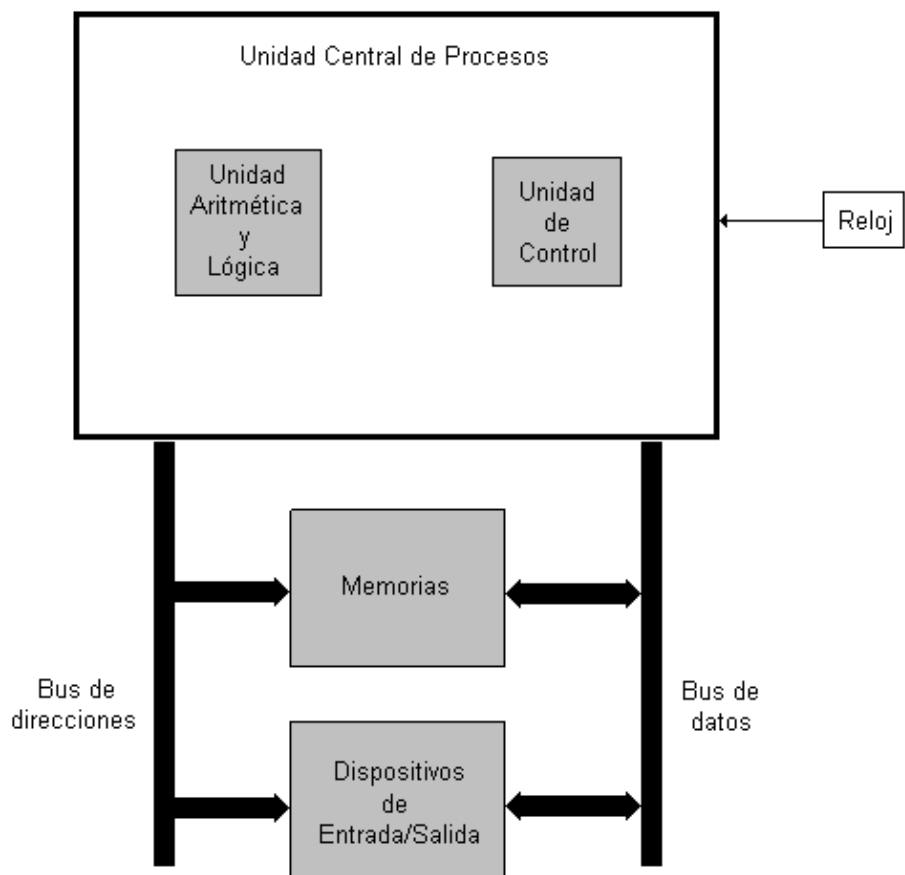 Unidad Central de Procesos
Unidad
Aritmética
y
Lógica
Unidad
de
Control
Reloj
Memorias
Bus de
direcciones
Bus de
datos
Dispositivos
de
Entrada/Salida